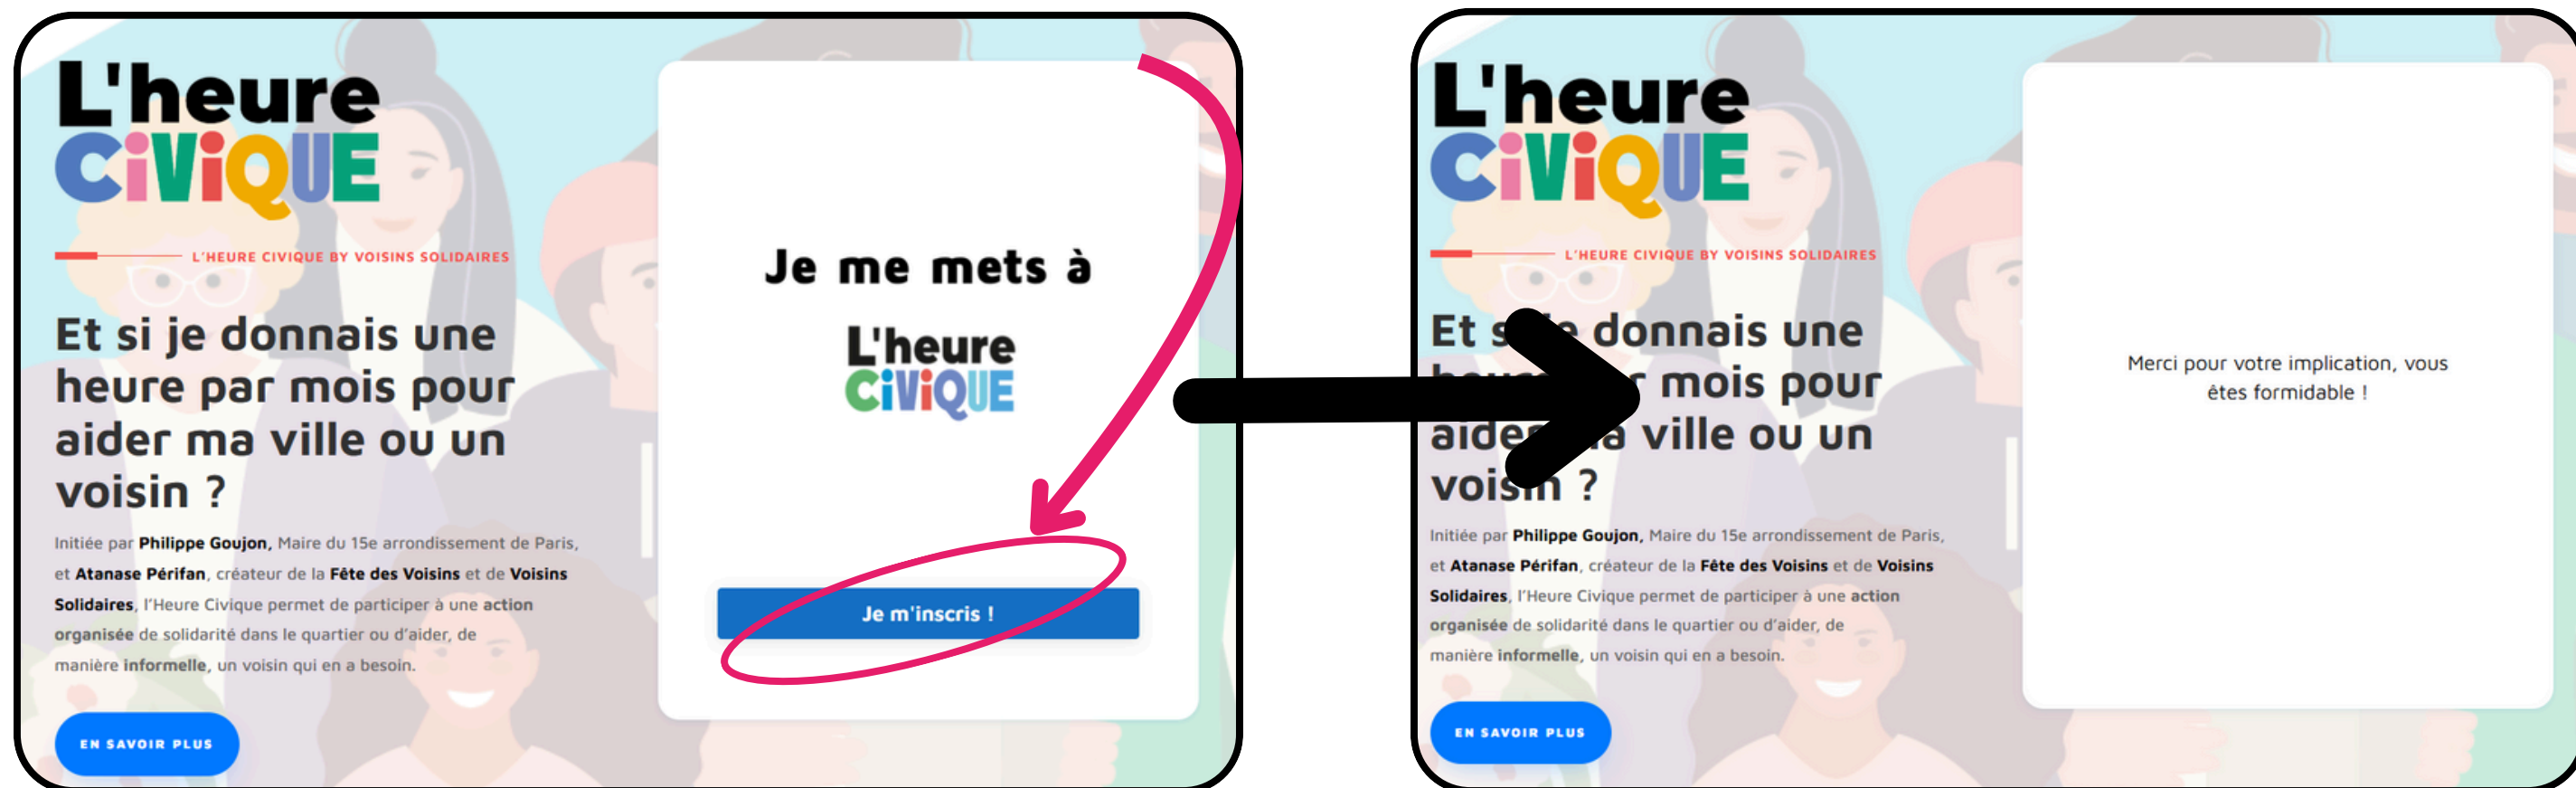 L'heure
CiViQUE
L'HEURE CIVIQUE BY VOISINS SOLIDAIRES
Et si je donnais une
heure par mois pour
aider ma ville ou un
voisin ?
Initiée par Philippe Goujon, Maire du 15e arrondissement de Paris,
et Atanase Périfan, créateur de la Fête des Voisins et de Voisins
Solidaires, l'Heure Civique permet de participer à une action
organisée de solidarité dans le quartier ou d'aider, de
manière informelle, un voisin qui en a besoin.
EN SAVOIR PLUS
Je me mets à
L'heure
CiViQUE
Je m'inscris !
L'heure
CiViQUE
L'HEURE CIVIQUE BY VOISINS SOLIDAIRES
Et donnais une
mois pour
ville ou un
?
Initiée par Philippe Goujon, Maire du 15e arrondissement de Paris,
et Atanase Périfan, créateur de la Fête des Voisins et de Voisins
Solidaires, l'Heure Civique permet de participer à une action
organisée de solidarité dans le quartier ou d'aider, de
manière informelle, un voisin qui en a besoin.
EN SAVOIR PLUS
Merci pour votre implication, vous
êtes formidable !